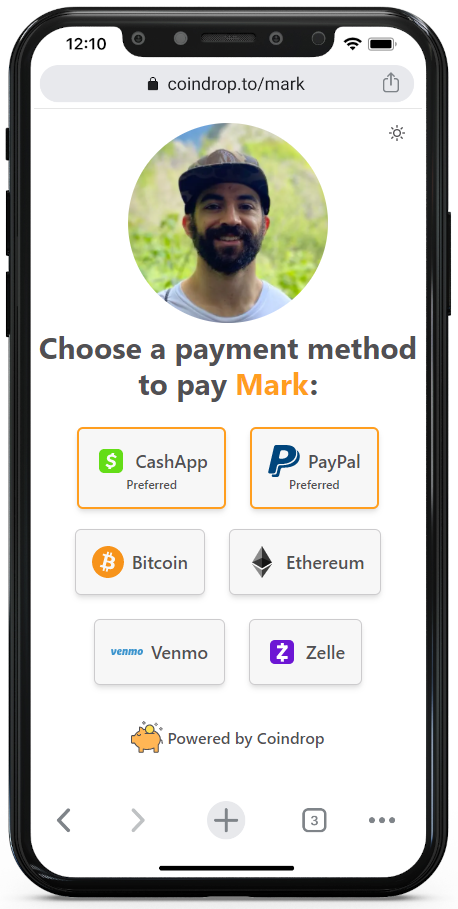 12:10
coindrop.to/mark
Choose a payment method
to pay Mark:
CashApp
Preferred
PayPal
Preferred
Bitcoin
Ethereum
venmo Venmo
Zelle
Powered by Coindrop
3